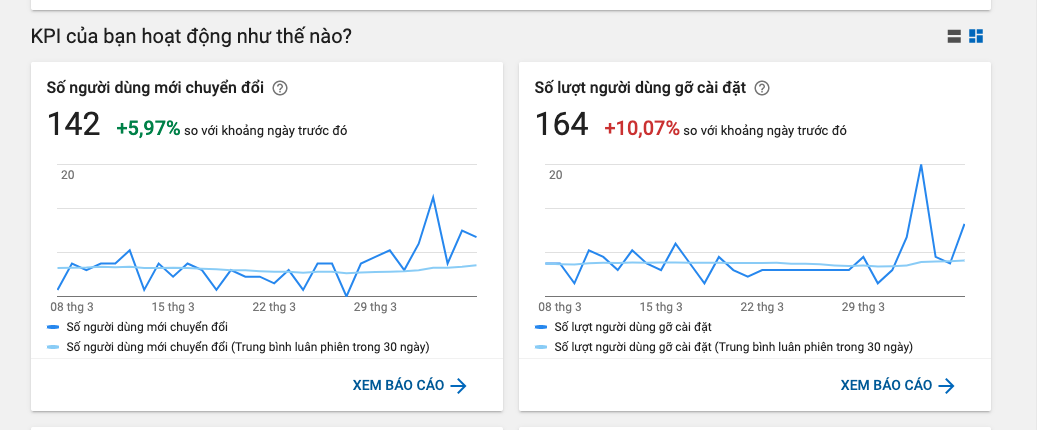 KPI của bạn hoạt động như thế nào?
Số người dùng mới chuyển đổi
142 +5,97% so với khoảng ngày trước đó
20
08 thg 3 15 thg 3 22 thg 3 29 thg 3
Số người dùng mới chuyển đổi
Số người dùng mới chuyển đổi (Trung bình luân phiên trong 30 ngày)
XEM BÁO CÁO
Số lượt người dùng gỡ cài đặt
164 +10,07% so với khoảng ngày trước đó
20
08 thg 3 15 thg 3 22 thg 3 29 thg 3
Số lượt người dùng gỡ cài đặt
Số lượt người dùng gỡ cài đặt (Trung bình luân phiên trong 30 ngày)
XEM BÁO CÁO